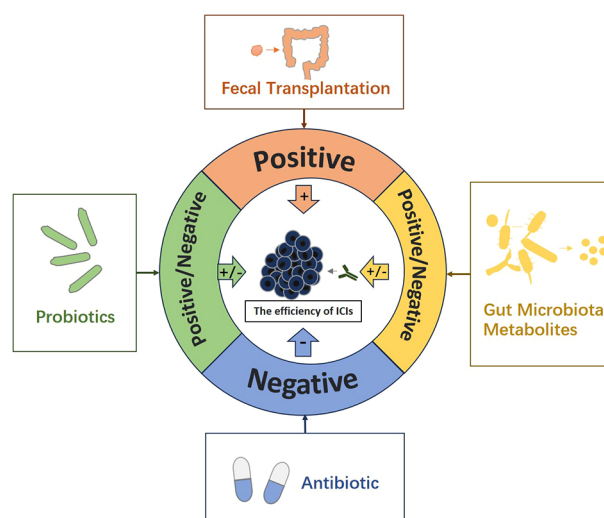 Fecal Transplantation
Positive
+
Positive/Negative
+/-
Probiotics
The efficiency of ICIs
+/-
Positive/Negative
Gut Microbiota
Metabolites
-
Negative
Antibiotic